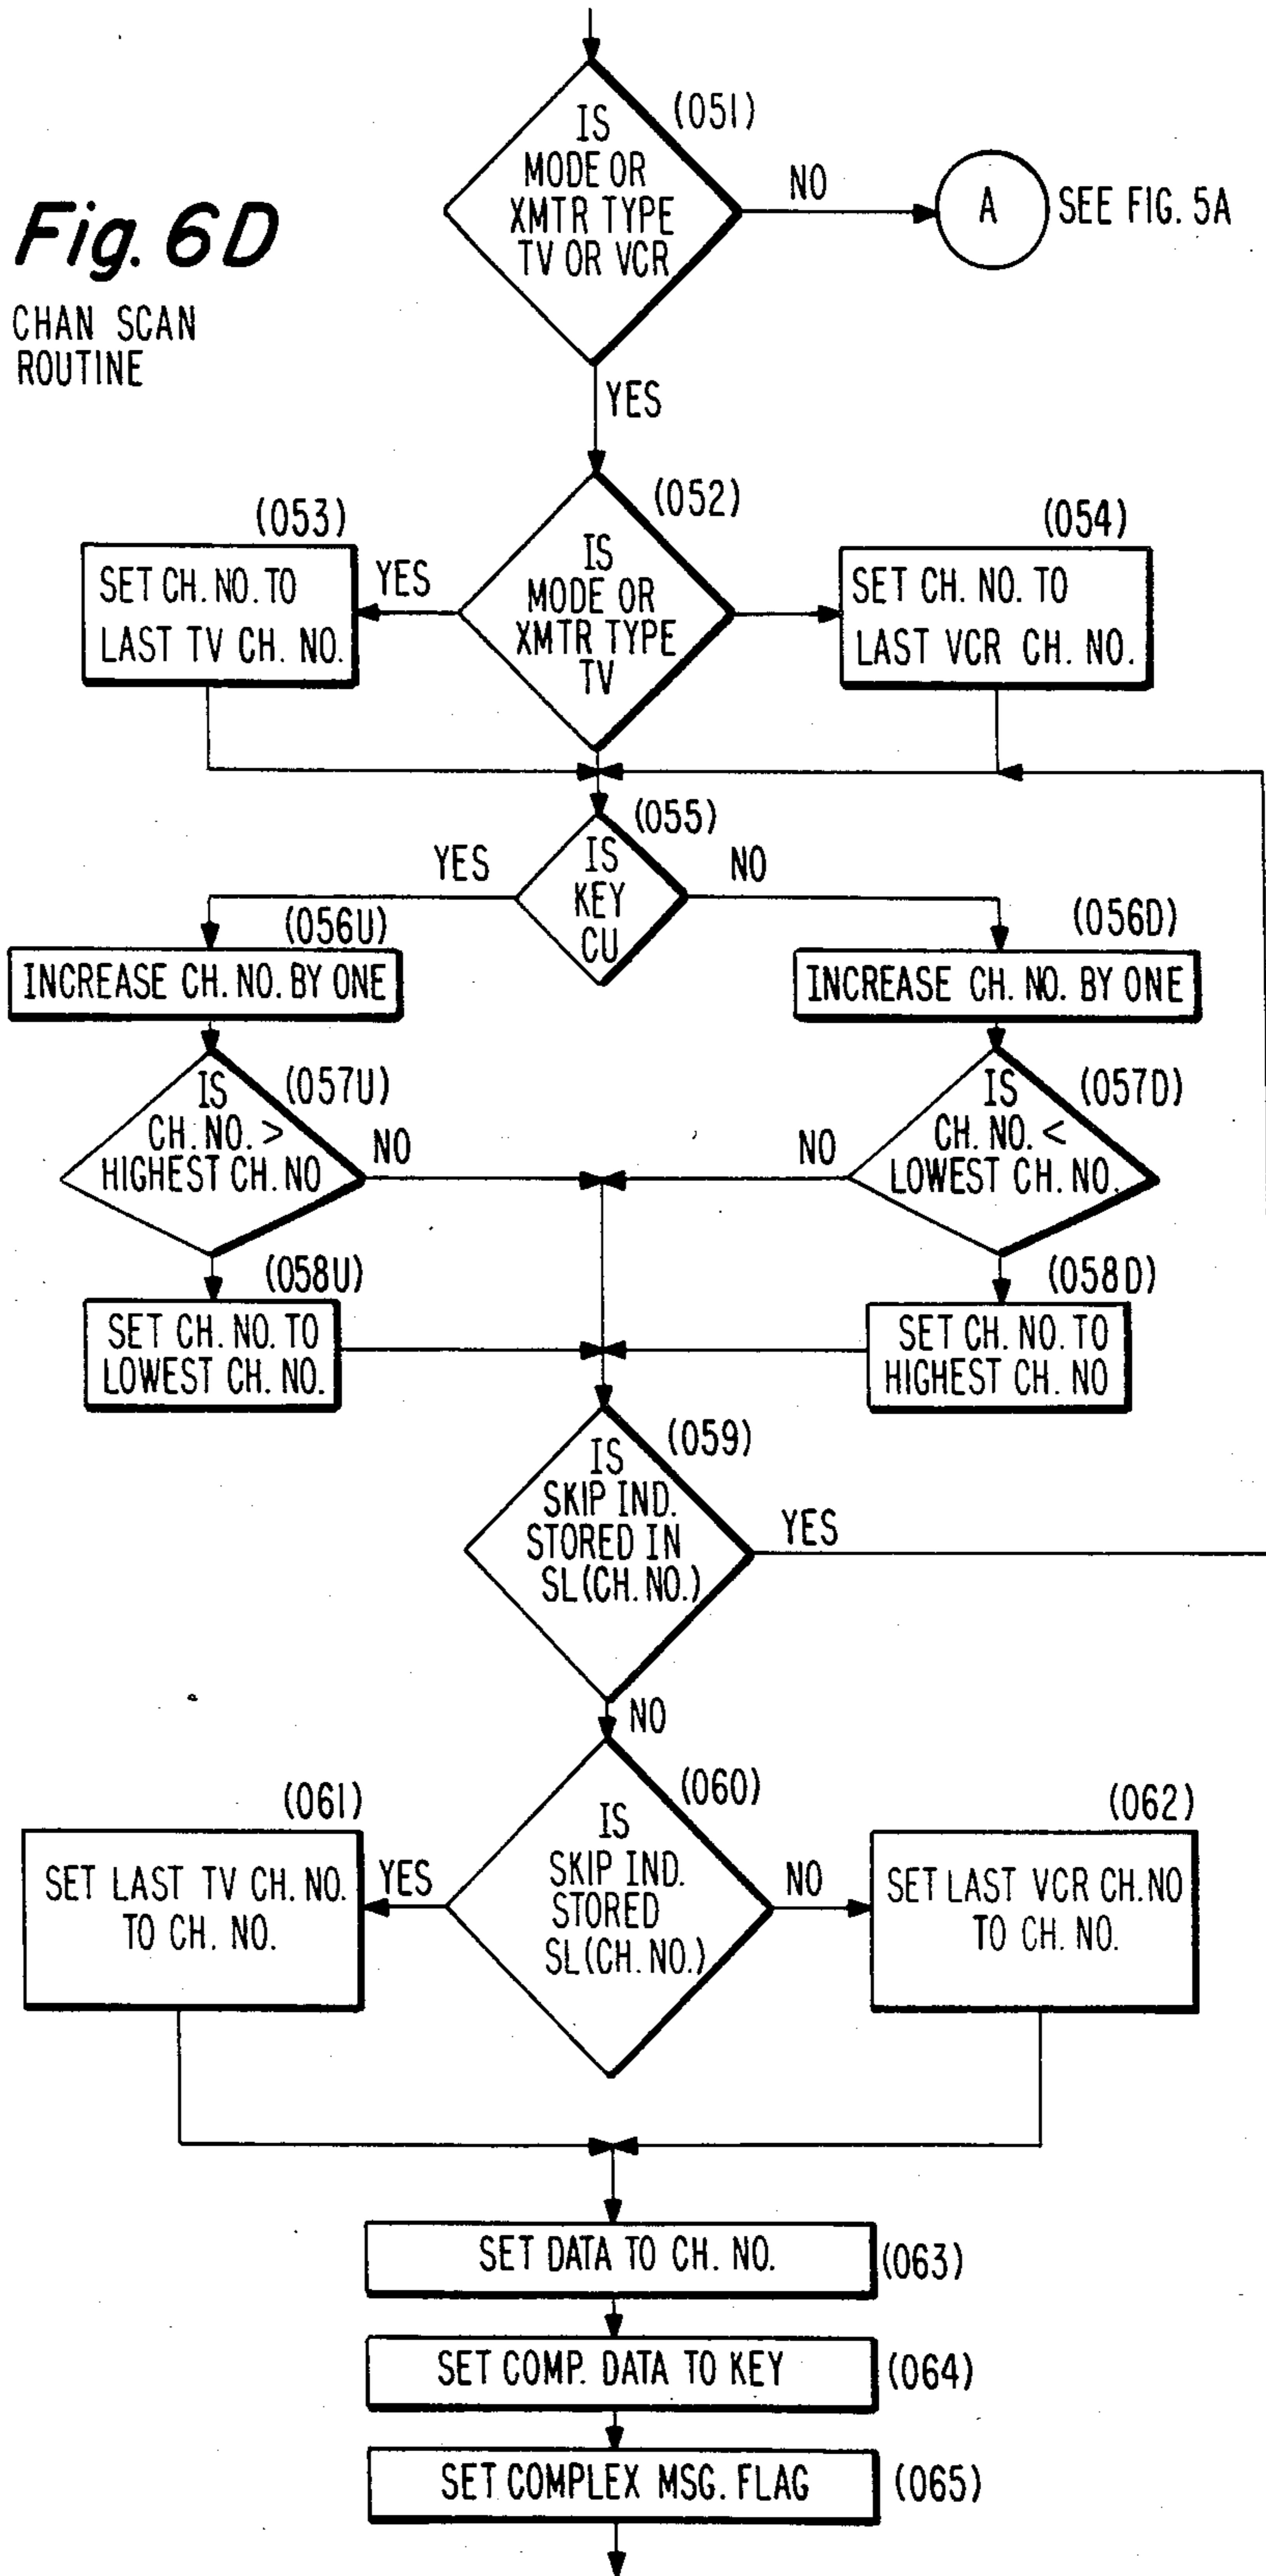 (051)
IS
MODE OR
XMTR TYPE
TV OR VCR
NO
A
SEE FIG. 5A
Fig. 6D
CHAN SCAN
ROUTINE
YES
(052)
(053)
(054)
IS
MODE OR
XMTR TYPE
TV
YES
SET CH. NO. TO
LAST TV CH. NO.
SET CH. NO. TO
LAST VCR CH. NO.
(055)
YES
IS
KEY
CU
NO
(056U)
(056D)
INCREASE CH. NO. BY ONE
INCREASE CH. NO. BY ONE
IS
CH. NO. >
HIGHEST CH. NO
(057U)
NO
NO
IS
CH. NO. <
LOWEST CH. NO.
(057D)
(058U)
(058D)
SET CH. NO. TO
LOWEST CH. NO.
SET CH. NO. TO
HIGHEST CH. NO
(059)
IS
SKIP IND.
STORED IN
SL(CH. NO.)
YES
NO
(060)
(061)
(062)
SET LAST TV CH. NO.
TO CH. NO.
YES
IS
SKIP IND.
STORED
SL(CH. NO.)
NO
SET LAST VCR CH. NO
TO CH. NO.
SET DATA TO CH. NO.
(063)
SET COMP. DATA TO KEY
(064)
SET COMPLEX MSG. FLAG
(065)